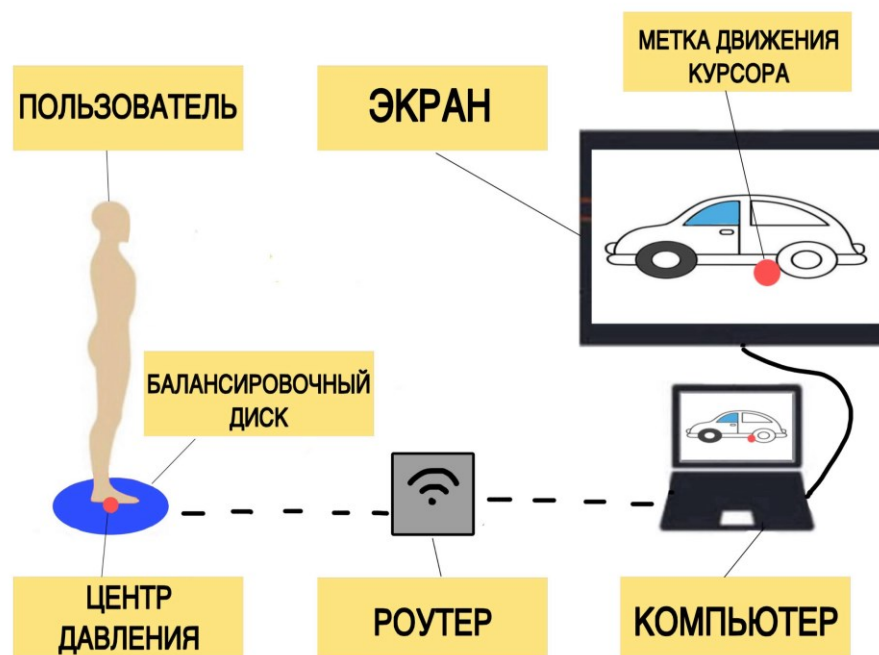 МЕТКА ДВИЖЕНИЯ
КУРСОРА
ПОЛЬЗОВАТЕЛЬ
ЭКРАН
БАЛАНСИРОВОЧНЫЙ
ДИСК
ЦЕНТР
ДАВЛЕНИЯ
РОУТЕР
КОМПЬЮТЕР